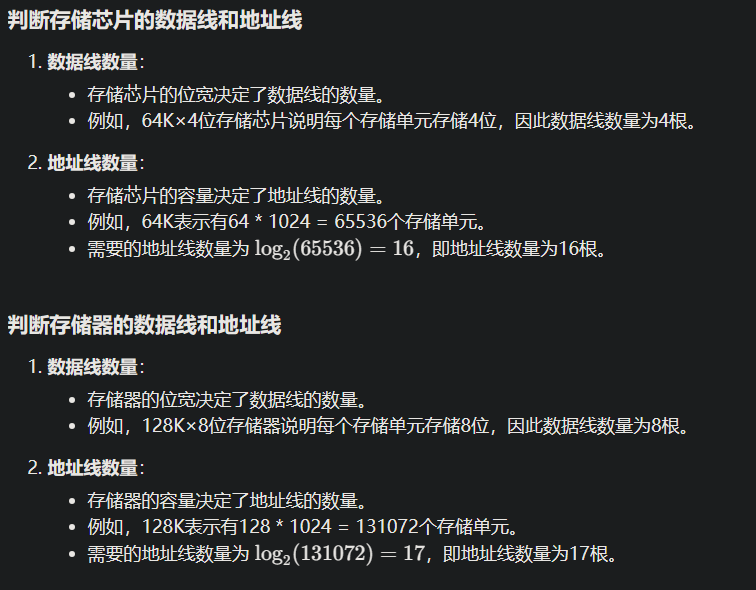 判断存储芯片的数据线和地址线
1. 数据线数量：
• 存储芯片的位宽决定了数据线的数量。
• 例如，64K×4位存储芯片说明每个存储单元存储4位，因此数据线数量为4根。
2. 地址线数量：
• 存储芯片的容量决定了地址线的数量。
• 例如，64K表示有64 * 1024 = 65536个存储单元。
• 需要的地址线数量为 log₂(65536) = 16，即地址线数量为16根。
判断存储器的数据线和地址线
1. 数据线数量：
• 存储器的位宽决定了数据线的数量。
• 例如，128K×8位存储器说明每个存储单元存储8位，因此数据线数量为8根。
2. 地址线数量：
• 存储器的容量决定了地址线的数量。
• 例如，128K表示有128 * 1024 = 131072个存储单元。
• 需要的地址线数量为 log₂(131072) = 17，即地址线数量为17根。